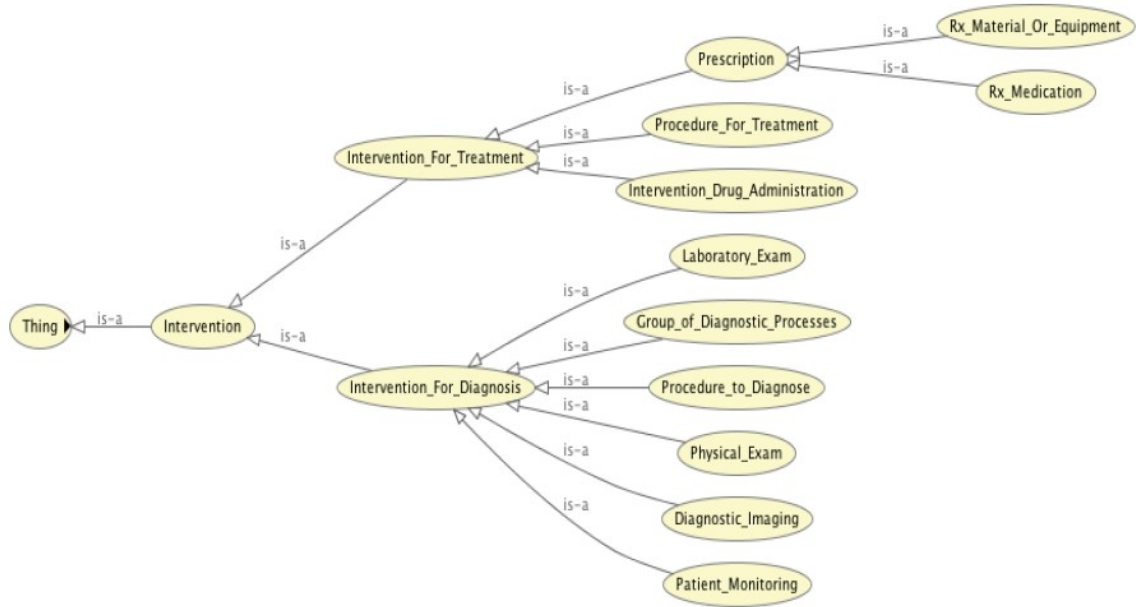 Rx_Material_Or_Equipment
is-a
Prescription
is-a
Rx_Medication
is-a
Procedure_For_Treatment
is-a
Intervention_For_Treatment
is-a
Intervention_Drug_Administration
is-a
Laboratory_Exam
is-a
Thing
is-a
Intervention
is-a
Group_of_Diagnostic_Processes
is-a
Intervention_For_Diagnosis
is-a
Procedure_to_Diagnose
is-a
Physical_Exam
is-a
Diagnostic_Imaging
is-a
Patient_Monitoring